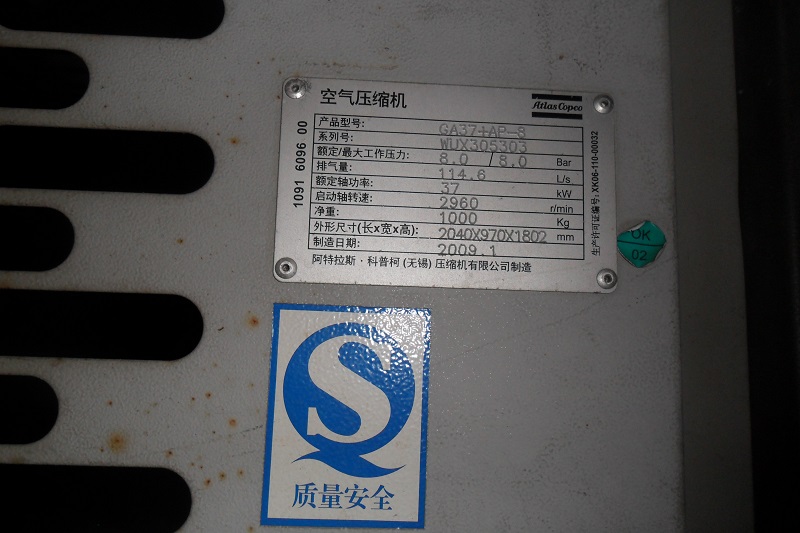 空气压缩机
Atlas Copco
产品型号: GA37+AP-8
系列号: WUX305303
额定/最大工作压力: 8.0 / 8.0 Bar
排气量: 114.6 L/s
额定轴功率: 37 kW
启动轴转速: 2960 r/min
净重: 1000 Kg
外形尺寸(长x宽x高): 2040X970X1802 mm
制造日期: 2009.1
阿特拉斯·科普柯(无锡)压缩机有限公司制造
1091 6096 00
生产许可证编号: XK06-110-00032
OK
02
S
质量安全